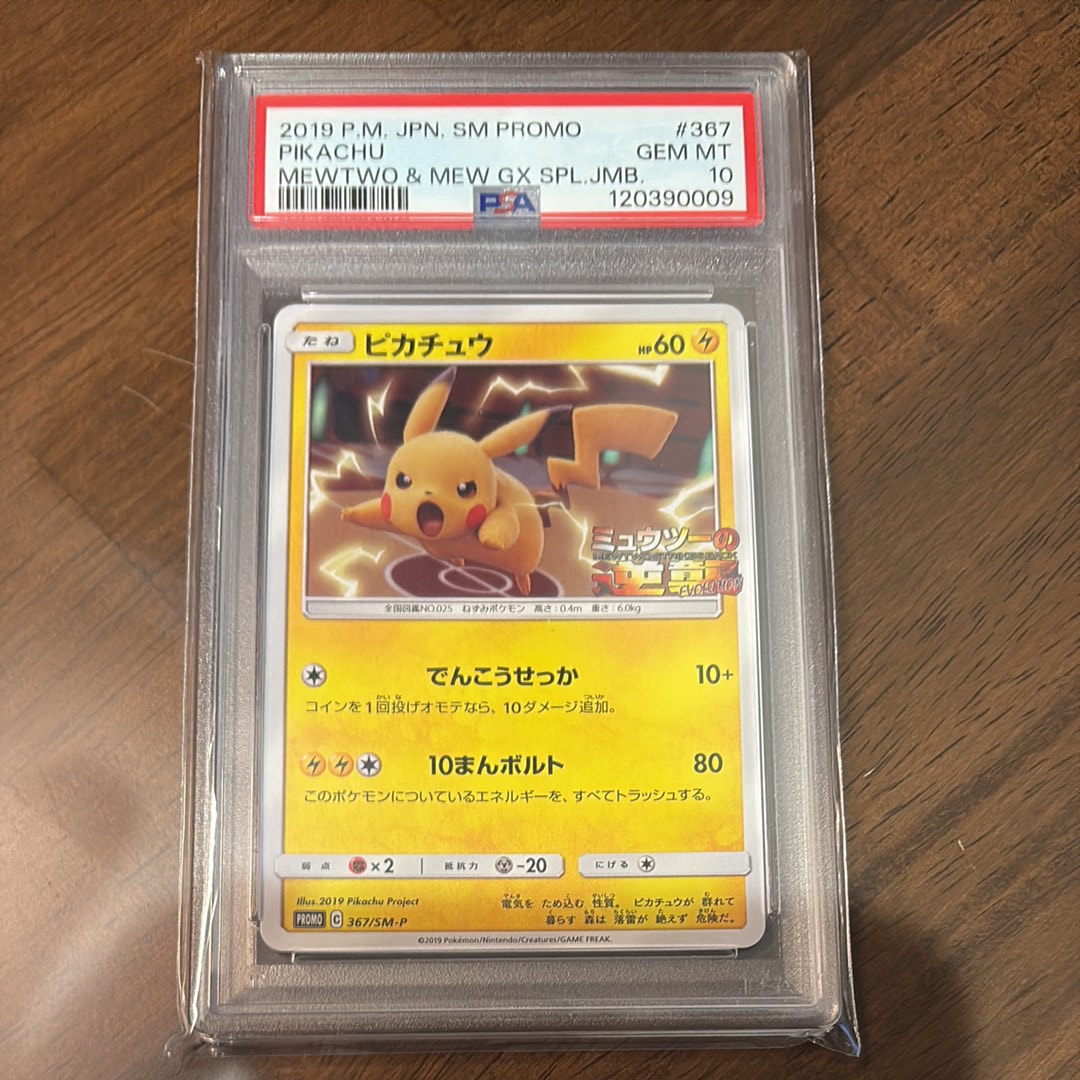 2019 P.M. JPN. SM PROMO #367
PIKACHU GEM MT
MEWTWO & MEW GX SPL.JMB. 10
PSA 120390009
たね ピカチュウ HP60
ミュウツーの
MEWTWO STRIKES BACK
逆襲
EVOLUTION
全国図鑑NO.025 ねずみポケモン 高さ:0.4m 重さ:6.0kg
でんこうせっか 10+
コインを1回投げオモテなら、10ダメージ追加。
10まんボルト 80
このポケモンについているエネルギーを、すべてトラッシュする。
弱点 ×2 抵抗力 -20 にげる
Illus.2019 Pikachu Project
電気を ため込む 性質。 ピカチュウが 群れて
暮らす 森は 落雷が 絶えず 危険だ。
PROMO C 367/SM-P
©2019 Pokémon/Nintendo/Creatures/GAME FREAK.